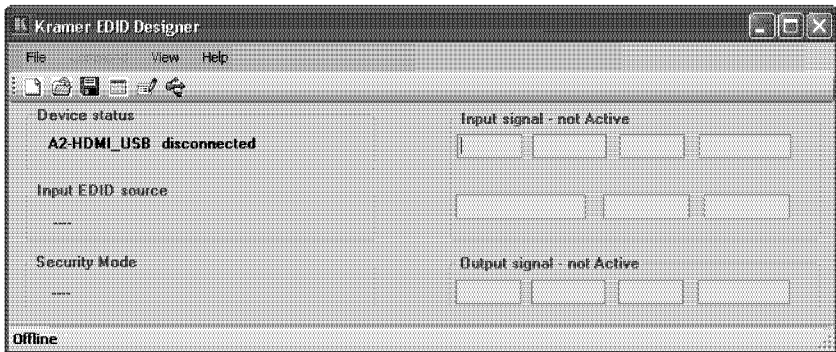 Kramer EDID Designer
File View Help
Device status
A2-HDMI_USB disconnected
Input signal - not Active
Input EDID source
----
Security Mode
----
Output signal - not Active
Offline